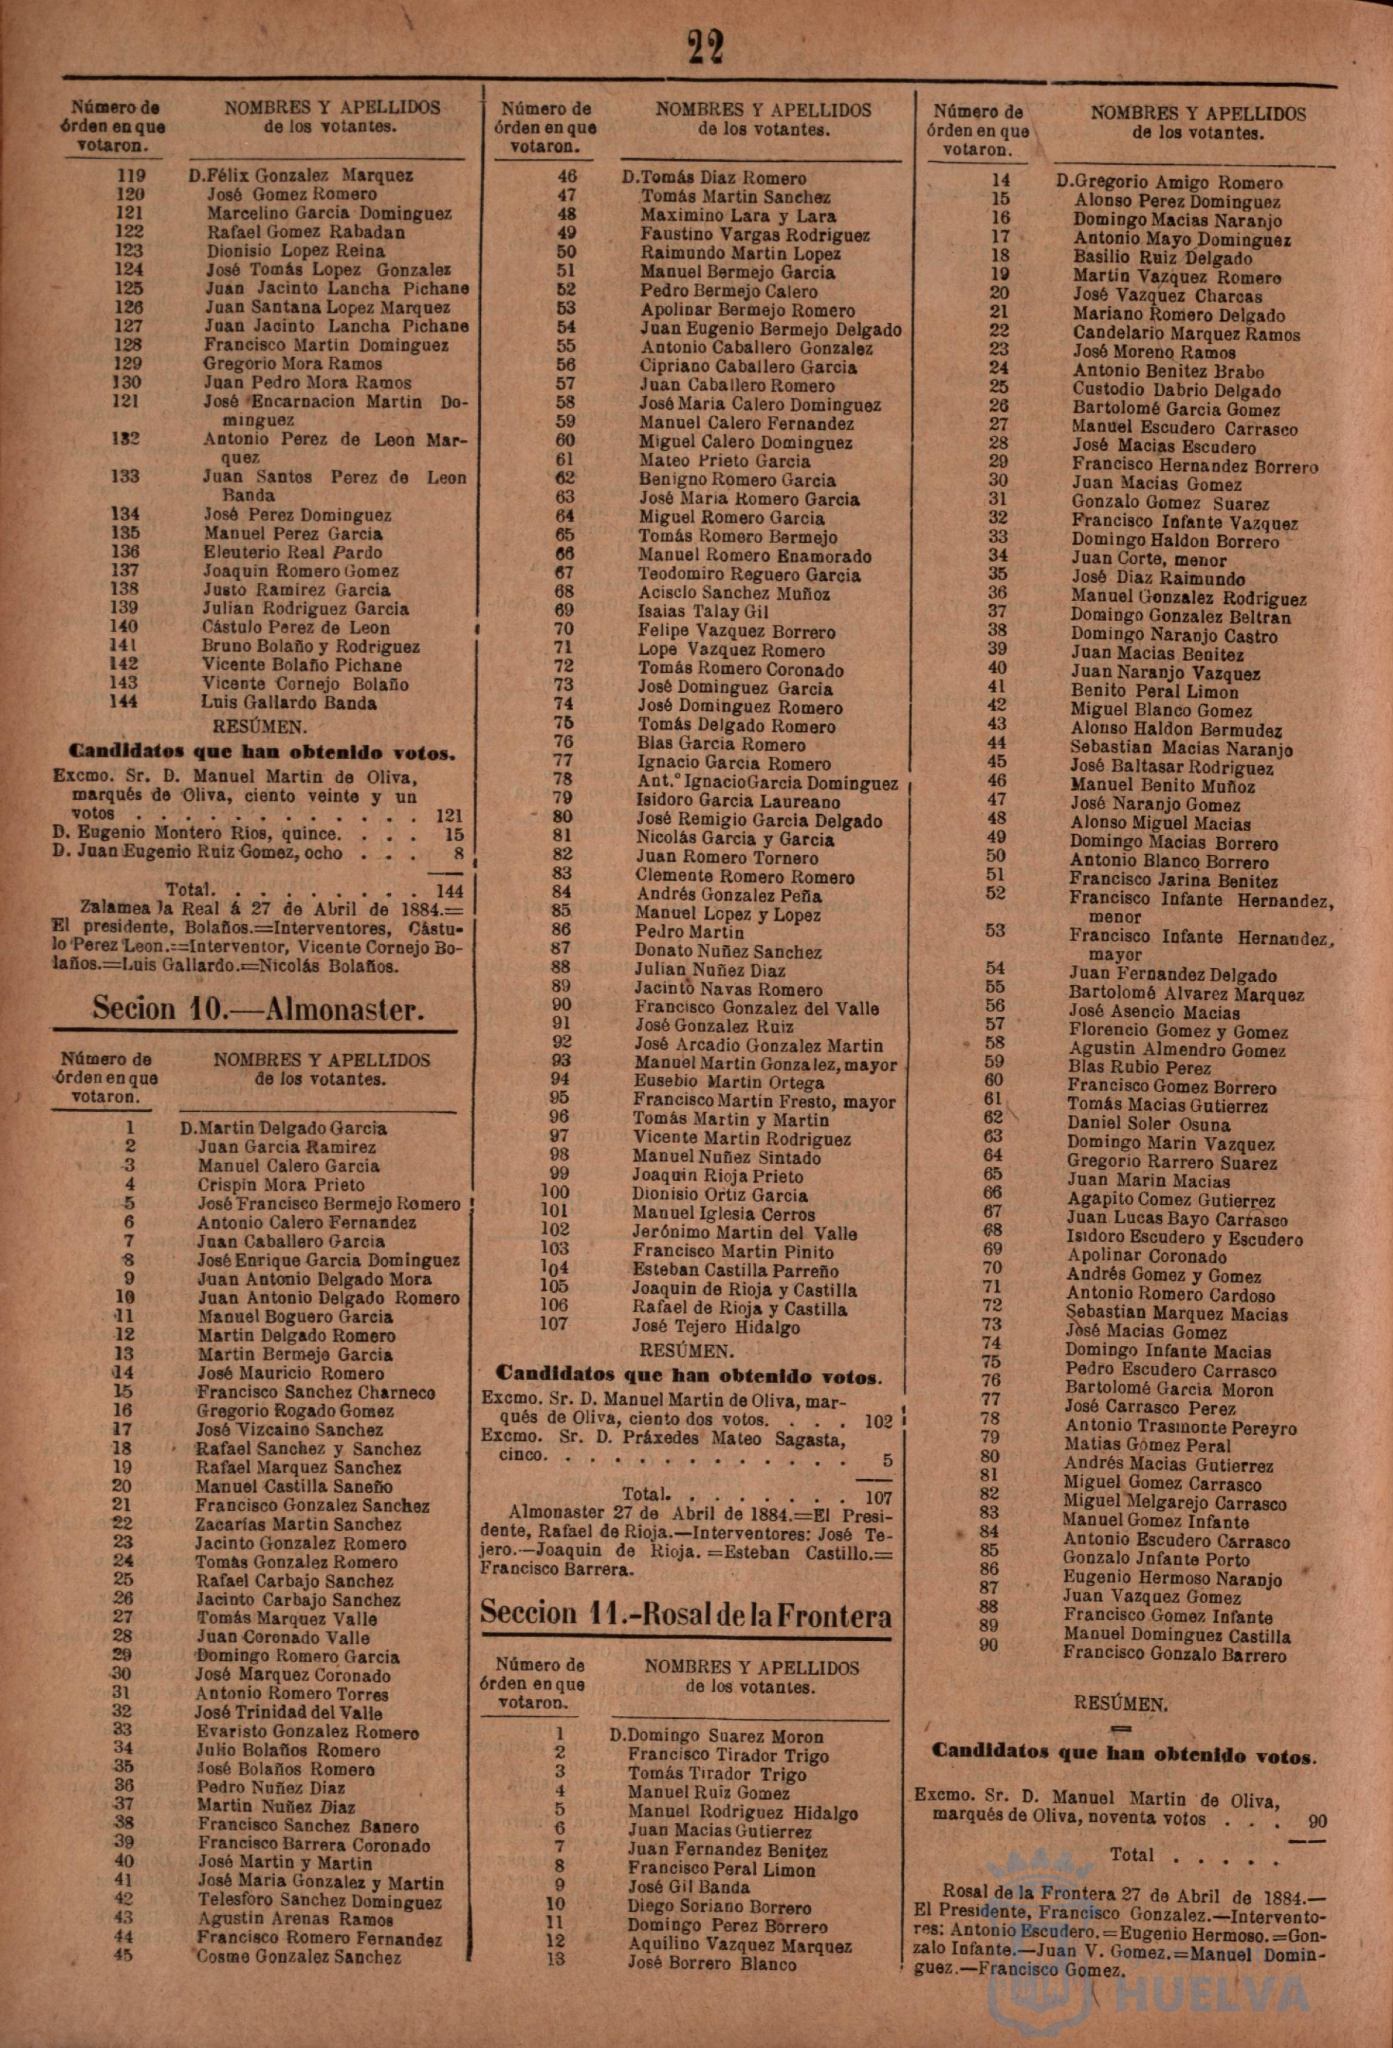 22
Número de
órden en que
votaron.
NOMBRES Y APELLIDOS
de los votantes.
119 D. Félix Gonzalez Marquez
120 José Gomez Romero
121 Marcelino Garcia Dominguez
122 Rafael Gomez Rabadan
123 Dionisio Lopez Reina
124 José Tomás Lopez Gonzalez
125 Juan Jacinto Lancha Pichane
126 Juan Santana Lopez Marquez
127 Juan Jacinto Lancha Pichane
128 Francisco Martin Dominguez
129 Gregorio Mora Ramos
130 Juan Pedro Mora Ramos
121 José Encarnacion Martin Do-
minguez
132 Antonio Perez de Leon Mar-
quez
133 Juan Santos Perez de Leon
Banda
134 José Perez Dominguez
135 Manuel Perez Garcia
136 Eleuterio Real Pardo
137 Joaquin Romero Gomez
138 Justo Ramirez Garcia
139 Julian Rodriguez Garcia
140 Cástulo Perez de Leon
141 Bruno Bolaño y Rodriguez
142 Vicente Bolaño Pichane
143 Vicente Cornejo Bolaño
144 Luis Gallardo Banda
RESÚMEN.
Candidatos que han obtenido votos.
Excmo. Sr. D. Manuel Martin de Oliva,
marqués de Oliva, ciento veinte y un
votos . . . . . . . . . . . . 121
D. Eugenio Montero Rios, quince. . . . 15
D. Juan Eugenio Ruiz Gomez, ocho . . . 8
Total. . . . . . . . . 144
Zalamea la Real á 27 de Abril de 1884.=
El presidente, Bolaños.=Interventores, Cástu-
lo Perez Leon.=Interventor, Vicente Cornejo Bo-
laños.=Luis Gallardo.=Nicolás Bolaños.
Secion 10.—Almonaster.
Número de
órden en que
votaron.
NOMBRES Y APELLIDOS
de los votantes.
1 D. Martin Delgado Garcia
2 Juan Garcia Ramirez
3 Manuel Calero Garcia
4 Crispin Mora Prieto
5 José Francisco Bermejo Romero
6 Antonio Calero Fernandez
7 Juan Caballero Garcia
8 José Enrique Garcia Dominguez
9 Juan Antonio Delgado Mora
10 Juan Antonio Delgado Romero
11 Manuel Boguero Garcia
12 Martin Delgado Romero
13 Martin Bermejo Garcia
14 José Mauricio Romero
15 Francisco Sanchez Charneco
16 Gregorio Rogado Gomez
17 José Vizcaino Sanchez
18 Rafael Sanchez y Sanchez
19 Rafael Marquez Sanchez
20 Manuel Castilla Saneño
21 Francisco Gonzalez Sanchez
22 Zacarías Martin Sanchez
23 Jacinto Gonzalez Romero
24 Tomás Gonzalez Romero
25 Rafael Carbajo Sanchez
26 Jacinto Carbajo Sanchez
27 Tomás Marquez Valle
28 Juan Coronado Valle
29 Domingo Romero Garcia
30 José Marquez Coronado
31 Antonio Romero Torres
32 José Trinidad del Valle
33 Evaristo Gonzalez Romero
34 Julio Bolaños Romero
35 José Bolaños Romero
36 Pedro Nuñez Diaz
37 Martin Nuñez Diaz
38 Francisco Sanchez Banero
39 Francisco Barrera Coronado
40 José Martin y Martin
41 José Maria Gonzalez y Martin
42 Telesforo Sanchez Dominguez
43 Agustin Arenas Ramos
44 Francisco Romero Fernandez
45 Cosme Gonzalez Sanchez
Número de
órden en que
votaron.
NOMBRES Y APELLIDOS
de los votantes.
46 D. Tomás Diaz Romero
47 Tomás Martin Sanchez
48 Maximino Lara y Lara
49 Faustino Vargas Rodriguez
50 Raimundo Martin Lopez
51 Manuel Bermejo Garcia
52 Pedro Bermejo Calero
53 Apolinar Bermejo Romero
54 Juan Eugenio Bermejo Delgado
55 Antonio Caballero Gonzalez
56 Cipriano Caballero Garcia
57 Juan Caballero Romero
58 José Maria Calero Dominguez
59 Manuel Calero Fernandez
60 Miguel Calero Dominguez
61 Mateo Prieto Garcia
62 Benigno Romero Garcia
63 José Maria Romero Garcia
64 Miguel Romero Garcia
65 Tomás Romero Bermejo
66 Manuel Romero Enamorado
67 Teodomiro Reguero Garcia
68 Acisclo Sanchez Muñoz
69 Isaias Talay Gil
70 Felipe Vazquez Borrero
71 Lope Vazquez Romero
72 Tomás Romero Coronado
73 José Dominguez Garcia
74 José Dominguez Romero
75 Tomás Delgado Romero
76 Blas Garcia Romero
77 Ignacio Garcia Romero
78 Ant.º Ignacio Garcia Dominguez
79 Isidoro Garcia Laureano
80 José Remigio Garcia Delgado
81 Nicolás Garcia y Garcia
82 Juan Romero Tornero
83 Clemente Romero Romero
84 Andrés Gonzalez Peña
85 Manuel Lopez y Lopez
86 Pedro Martin
87 Donato Nuñez Sanchez
88 Julian Nuñez Diaz
89 Jacinto Navas Romero
90 Francisco Gonzalez del Valle
91 José Gonzalez Ruiz
92 José Arcadio Gonzalez Martin
93 Manuel Martin Gonzalez, mayor
94 Eusebio Martin Ortega
95 Francisco Martin Fresto, mayor
96 Tomás Martin y Martin
97 Vicente Martin Rodriguez
98 Manuel Nuñez Sintado
99 Joaquin Rioja Prieto
100 Dionisio Ortiz Garcia
101 Manuel Iglesia Cerros
102 Jerónimo Martin del Valle
103 Francisco Martin Pinito
104 Esteban Castilla Parreño
105 Joaquin de Rioja y Castilla
106 Rafael de Rioja y Castilla
107 José Tejero Hidalgo
RESÚMEN.
Candidatos que han obtenido votos.
Excmo. Sr. D. Manuel Martin de Oliva, mar-
qués de Oliva, ciento dos votos. . . . 102
Excmo. Sr. D. Práxedes Mateo Sagasta,
cinco. . . . . . . . . . . . 5
Total. . . . . . . . 107
Almonaster 27 de Abril de 1884.=El Presi-
dente, Rafael de Rioja.—Interventores: José Te-
jero.—Joaquin de Rioja. =Esteban Castillo.=
Francisco Barrera.
Seccion 11.-Rosal de la Frontera
Número de
órden en que
votaron.
NOMBRES Y APELLIDOS
de los votantes.
1 D. Domingo Suarez Moron
2 Francisco Tirador Trigo
3 Tomás Tirador Trigo
4 Manuel Ruiz Gomez
5 Manuel Rodriguez Hidalgo
6 Juan Macias Gutierrez
7 Juan Fernandez Benitez
8 Francisco Peral Limon
9 José Gil Banda
10 Diego Soriano Borrero
11 Domingo Perez Borrero
12 Aquilino Vazquez Marquez
13 José Borrero Blanco
Número de
órden en que
votaron.
NOMBRES Y APELLIDOS
de los votantes.
14 D. Gregorio Amigo Romero
15 Alonso Perez Dominguez
16 Domingo Macias Naranjo
17 Antonio Mayo Dominguez
18 Basilio Ruiz Delgado
19 Martin Vazquez Romero
20 José Vazquez Charcas
21 Mariano Romero Delgado
22 Candelario Marquez Ramos
23 José Moreno Ramos
24 Antonio Benitez Brabo
25 Custodio Dabrio Delgado
26 Bartolomé Garcia Gomez
27 Manuel Escudero Carrasco
28 José Macias Escudero
29 Francisco Hernandez Borrero
30 Juan Macias Gomez
31 Gonzalo Gomez Suarez
32 Francisco Infante Vazquez
33 Domingo Haldon Borrero
34 Juan Corte, menor
35 José Diaz Raimundo
36 Manuel Gonzalez Rodriguez
37 Domingo Gonzalez Beltran
38 Domingo Naranjo Castro
39 Juan Macias Benitez
40 Juan Naranjo Vazquez
41 Benito Peral Limon
42 Miguel Blanco Gomez
43 Alonso Haldon Bermudez
44 Sebastian Macias Naranjo
45 José Baltasar Rodriguez
46 Manuel Benito Muñoz
47 José Naranjo Gomez
48 Alonso Miguel Macias
49 Domingo Macias Borrero
50 Antonio Blanco Borrero
51 Francisco Jarina Benitez
52 Francisco Infante Hernandez,
menor
53 Francisco Infante Hernandez,
mayor
54 Juan Fernandez Delgado
55 Bartolomé Alvarez Marquez
56 José Asencio Macias
57 Florencio Gomez y Gomez
58 Agustin Almendro Gomez
59 Blas Rubio Perez
60 Francisco Gomez Borrero
61 Tomás Macias Gutierrez
62 Daniel Soler Osuna
63 Domingo Marin Vazquez
64 Gregorio Rarrero Suarez
65 Juan Marin Macias
66 Agapito Comez Gutierrez
67 Juan Lucas Bayo Carrasco
68 Isidoro Escudero y Escudero
69 Apolinar Coronado
70 Andrés Gomez y Gomez
71 Antonio Romero Cardoso
72 Sebastian Marquez Macias
73 José Macias Gomez
74 Domingo Infante Macias
75 Pedro Escudero Carrasco
76 Bartolomé Garcia Moron
77 José Carrasco Perez
78 Antonio Trasmonte Pereyro
79 Matias Gomez Peral
80 Andrés Macias Gutierrez
81 Miguel Gomez Carrasco
82 Miguel Melgarejo Carrasco
83 Manuel Gomez Infante
84 Antonio Escudero Carrasco
85 Gonzalo Jnfante Porto
86 Eugenio Hermoso Naranjo
87 Juan Vazquez Gomez
88 Francisco Gomez Infante
89 Manuel Dominguez Castilla
90 Francisco Gonzalo Barrero
RESÚMEN.
Candidatos que han obtenido votos.
Excmo. Sr. D. Manuel Martin de Oliva,
marqués de Oliva, noventa votos . . . 90
Total . . . . .
Rosal de la Frontera 27 de Abril de 1884.—
El Presidente, Francisco Gonzalez.—Intervento-
res: Antonio Escudero.=Eugenio Hermoso.=Gon-
zalo Infante.—Juan V. Gomez.=Manuel Domin-
guez.—Francisco Gomez.
HUELVA